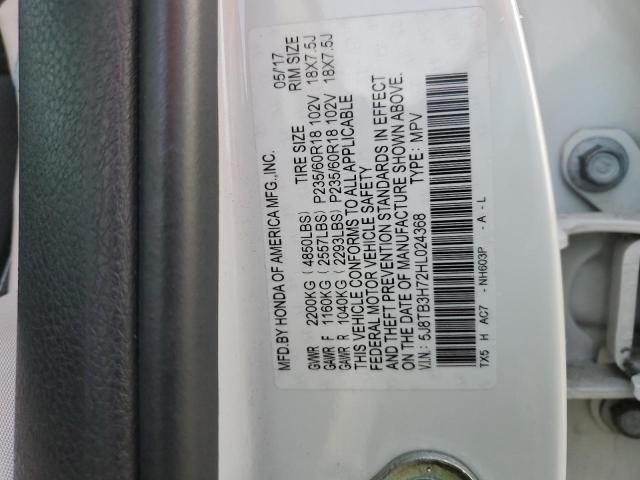 MFD.BY HONDA OF AMERICA MFG.,INC. 05/17
TIRE SIZE RIM SIZE
GVWR 2200KG ( 4850LBS)
GAWR F 1160KG ( 2557LBS) P235/60R18 102V 18X7.5J
GAWR R 1040KG ( 2293LBS) P235/60R18 102V 18X7.5J
THIS VEHICLE CONFORMS TO ALL APPLICABLE
FEDERAL MOTOR VEHICLE SAFETY
AND THEFT PREVENTION STANDARDS IN EFFECT
ON THE DATE OF MANUFACTURE SHOWN ABOVE.
V.I.N.: 5J8TB3H72HL024368 TYPE: MPV
TX5 H AC7 - NH603P - A - L